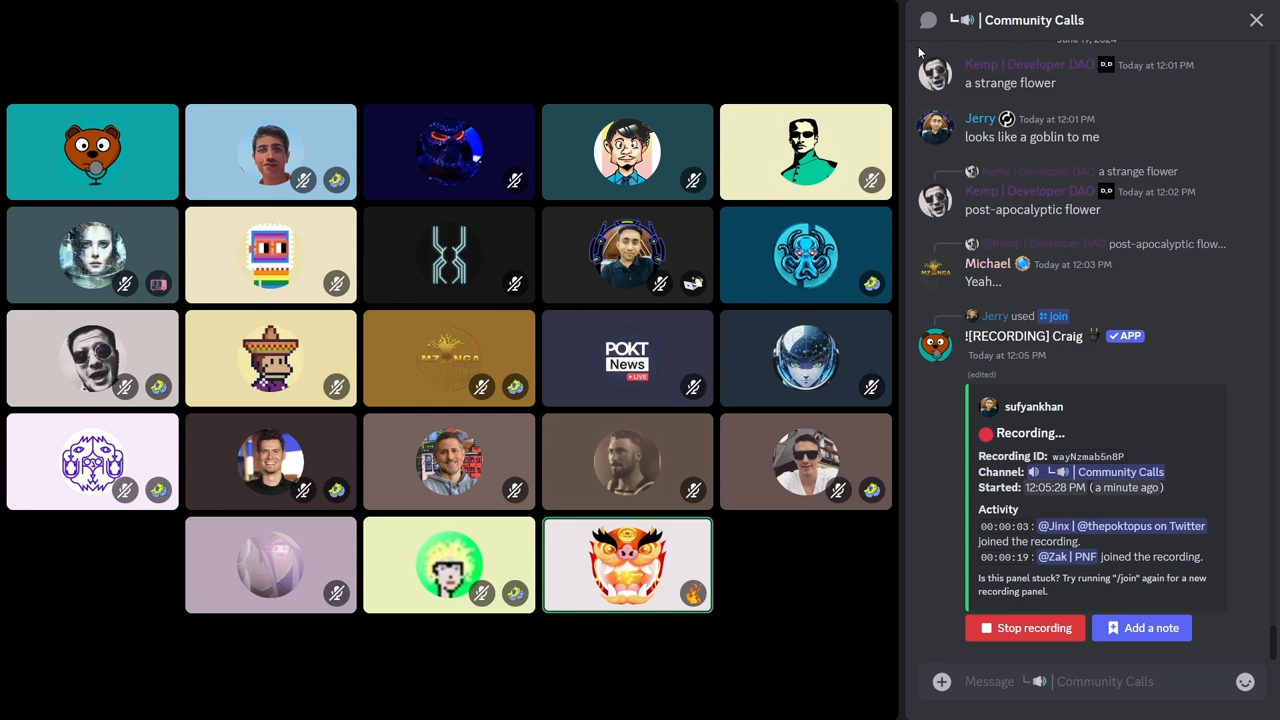 MZONGA
POKT
News
LIVE
Community Calls
Kemp | Developer DAO D_D Today at 12:01 PM
a strange flower
Jerry Today at 12:01 PM
looks like a goblin to me
Kemp | Developer DAO a strange flower
Kemp | Developer DAO D_D Today at 12:02 PM
post-apocalyptic flower
@Kemp | Developer DAO post-apocalyptic flow...
Michael Today at 12:03 PM
Yeah...
Jerry used join
![RECORDING] Craig ✓ APP
Today at 12:05 PM
(edited)
sufyankhan
Recording...
Recording ID: wayNzmab5n8P
Channel: Community Calls
Started: 12:05:28 PM (a minute ago)
Activity
00:00:03: @Jinx | @thepoktopus on Twitter
joined the recording.
00:00:19: @Zak | PNF joined the recording.
Is this panel stuck? Try running "/join" again for a new
recording panel.
Stop recording Add a note
Message Community Calls